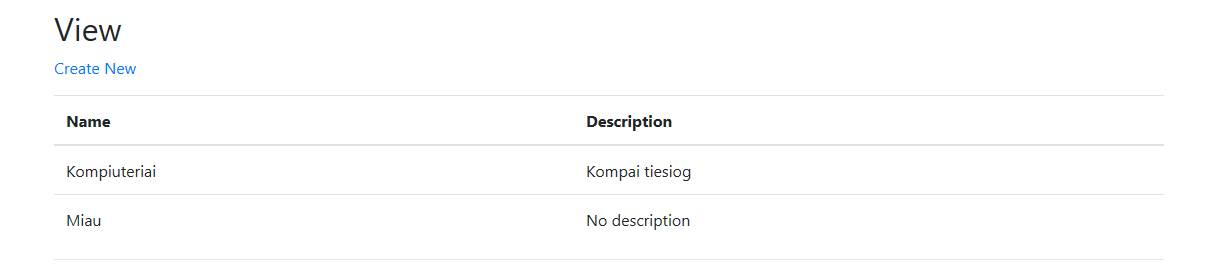 View
Create New
Name Description
Kompiuteriai Kompai tiesiog
Miau No description